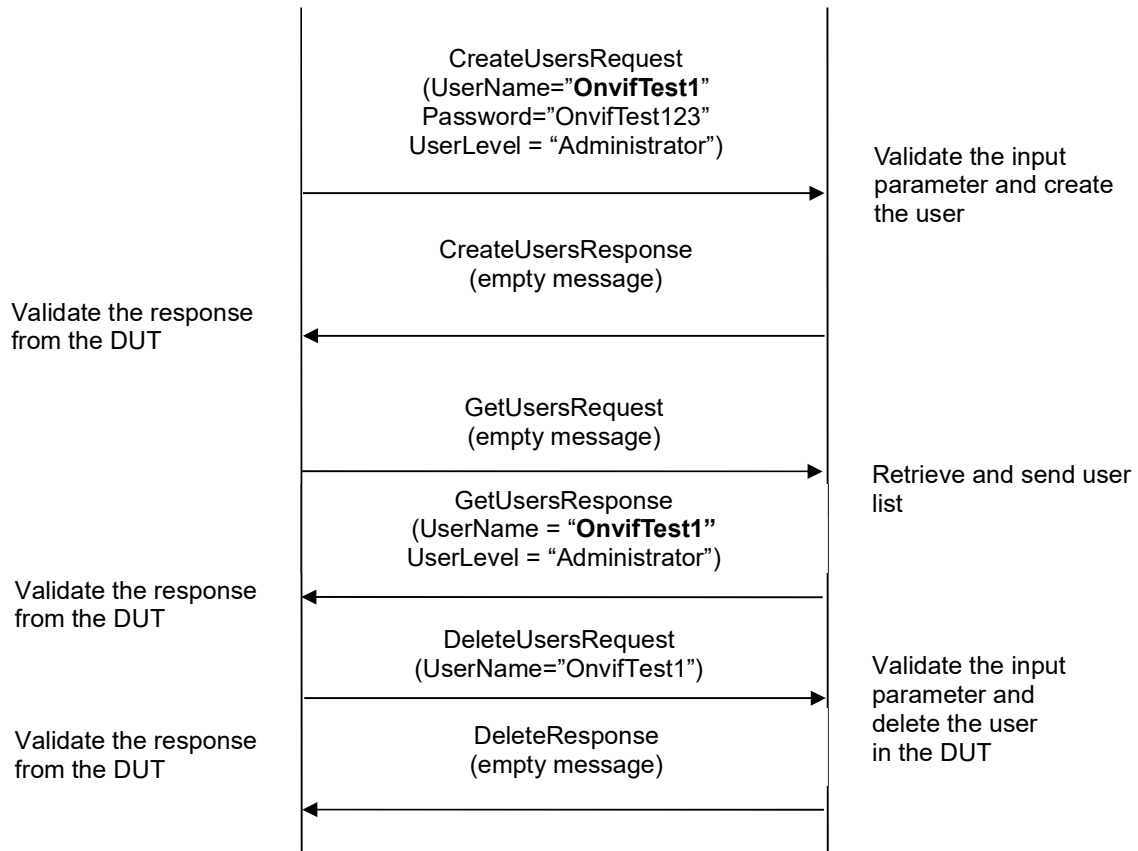 CreateUsersRequest
(UserName=”OnvifTest1”
Password=”OnvifTest123”
UserLevel = “Administrator”)
Validate the input
parameter and create
the user
CreateUsersResponse
(empty message)
Validate the response
from the DUT
GetUsersRequest
(empty message)
Retrieve and send user
list
GetUsersResponse
(UserName = “OnvifTest1”
UserLevel = “Administrator”)
Validate the response
from the DUT
DeleteUsersRequest
(UserName=”OnvifTest1”)
Validate the input
parameter and
delete the user
in the DUT
DeleteResponse
(empty message)
Validate the response
from the DUT